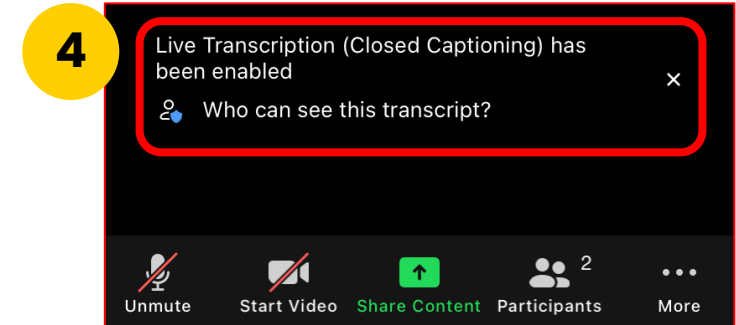 4
Live Transcription (Closed Captioning) has
been enabled
Who can see this transcript?
2
Unmute Start Video Share Content Participants More